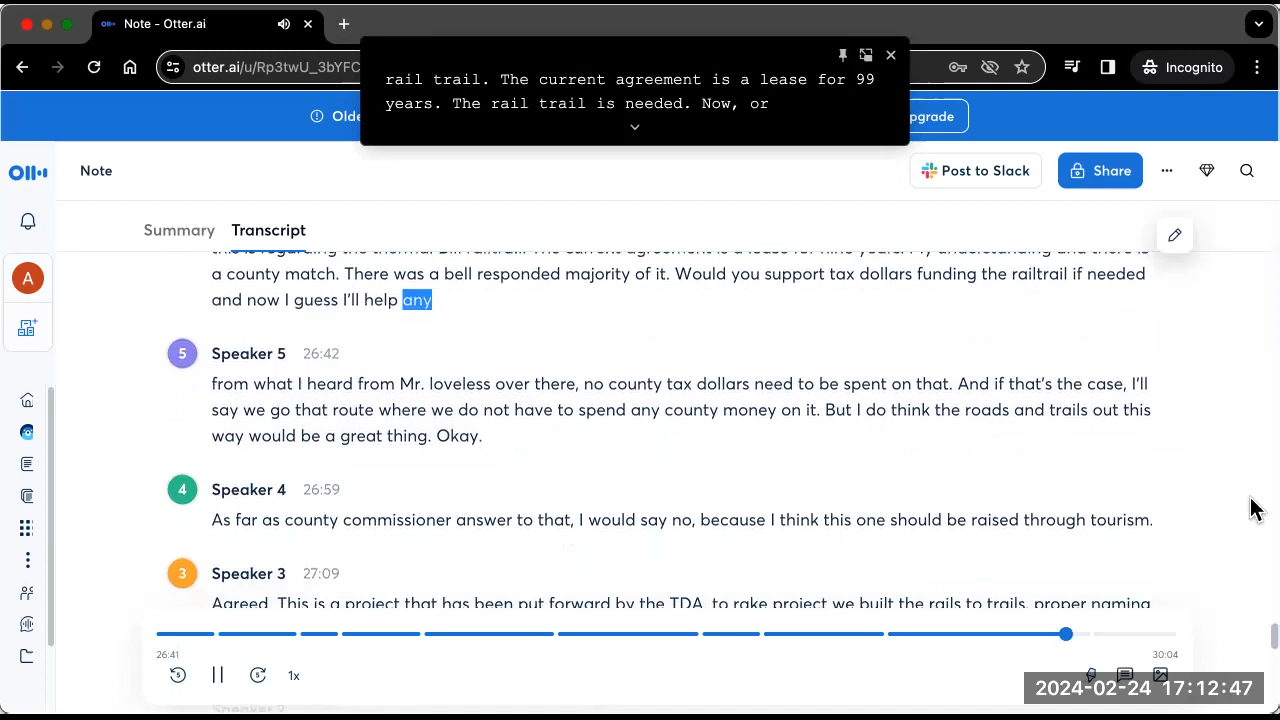 Note - Otter.ai
otter.ai/u/Rp3twU_3bYFC
Incognito
rail trail. The current agreement is a lease for 99
years. The rail trail is needed. Now, or
Olde
pgrade
Note
Post to Slack
Share
Summary
Transcript
A
a county match. There was a bell responded majority of it. Would you support tax dollars funding the railtrail if needed
and now I guess I'll help any
5
Speaker 5 26:42
from what I heard from Mr. loveless over there, no county tax dollars need to be spent on that. And if that's the case, I'll
say we go that route where we do not have to spend any county money on it. But I do think the roads and trails out this
way would be a great thing. Okay.
4
Speaker 4 26:59
As far as county commissioner answer to that, I would say no, because I think this one should be raised through tourism.
3
Speaker 3 27:09
Agreed. This is a project that has been put forward by the TDA, to rake project we built the rails to trails, proper naming
26:41
30:04
5
5
1x
2024-02-24 17:12:47